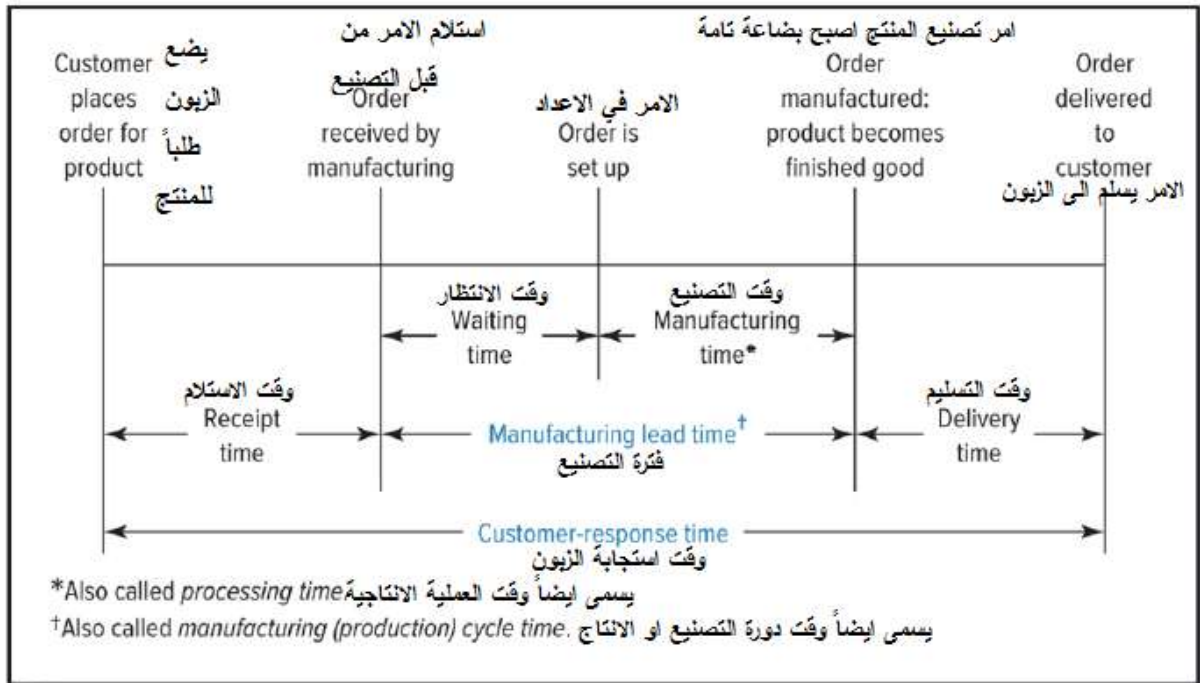 Customer
places
order for
product
يضع
الزبون
طلباً
للمنتج
استلام الامر من
قبل التصنيع
Order
received by
manufacturing
الامر في الاعداد
Order is
set up
امر تصنيع المنتج اصبح بضاعة تامة
Order
manufactured:
product becomes
finished good
Order
delivered
to
customer
الامر يسلم الى الزبون
وقت الانتظار
Waiting
time
وقت التصنيع
Manufacturing
time*
وقت الاستلام
Receipt
time
Manufacturing lead time†
فترة التصنيع
وقت التسليم
Delivery
time
Customer-response time
وقت استجابة الزبون
*Also called processing time. يسمى ايضاً وقت العملية الانتاجية
†Also called manufacturing (production) cycle time. يسمى ايضاً وقت دورة التصنيع او الانتاج